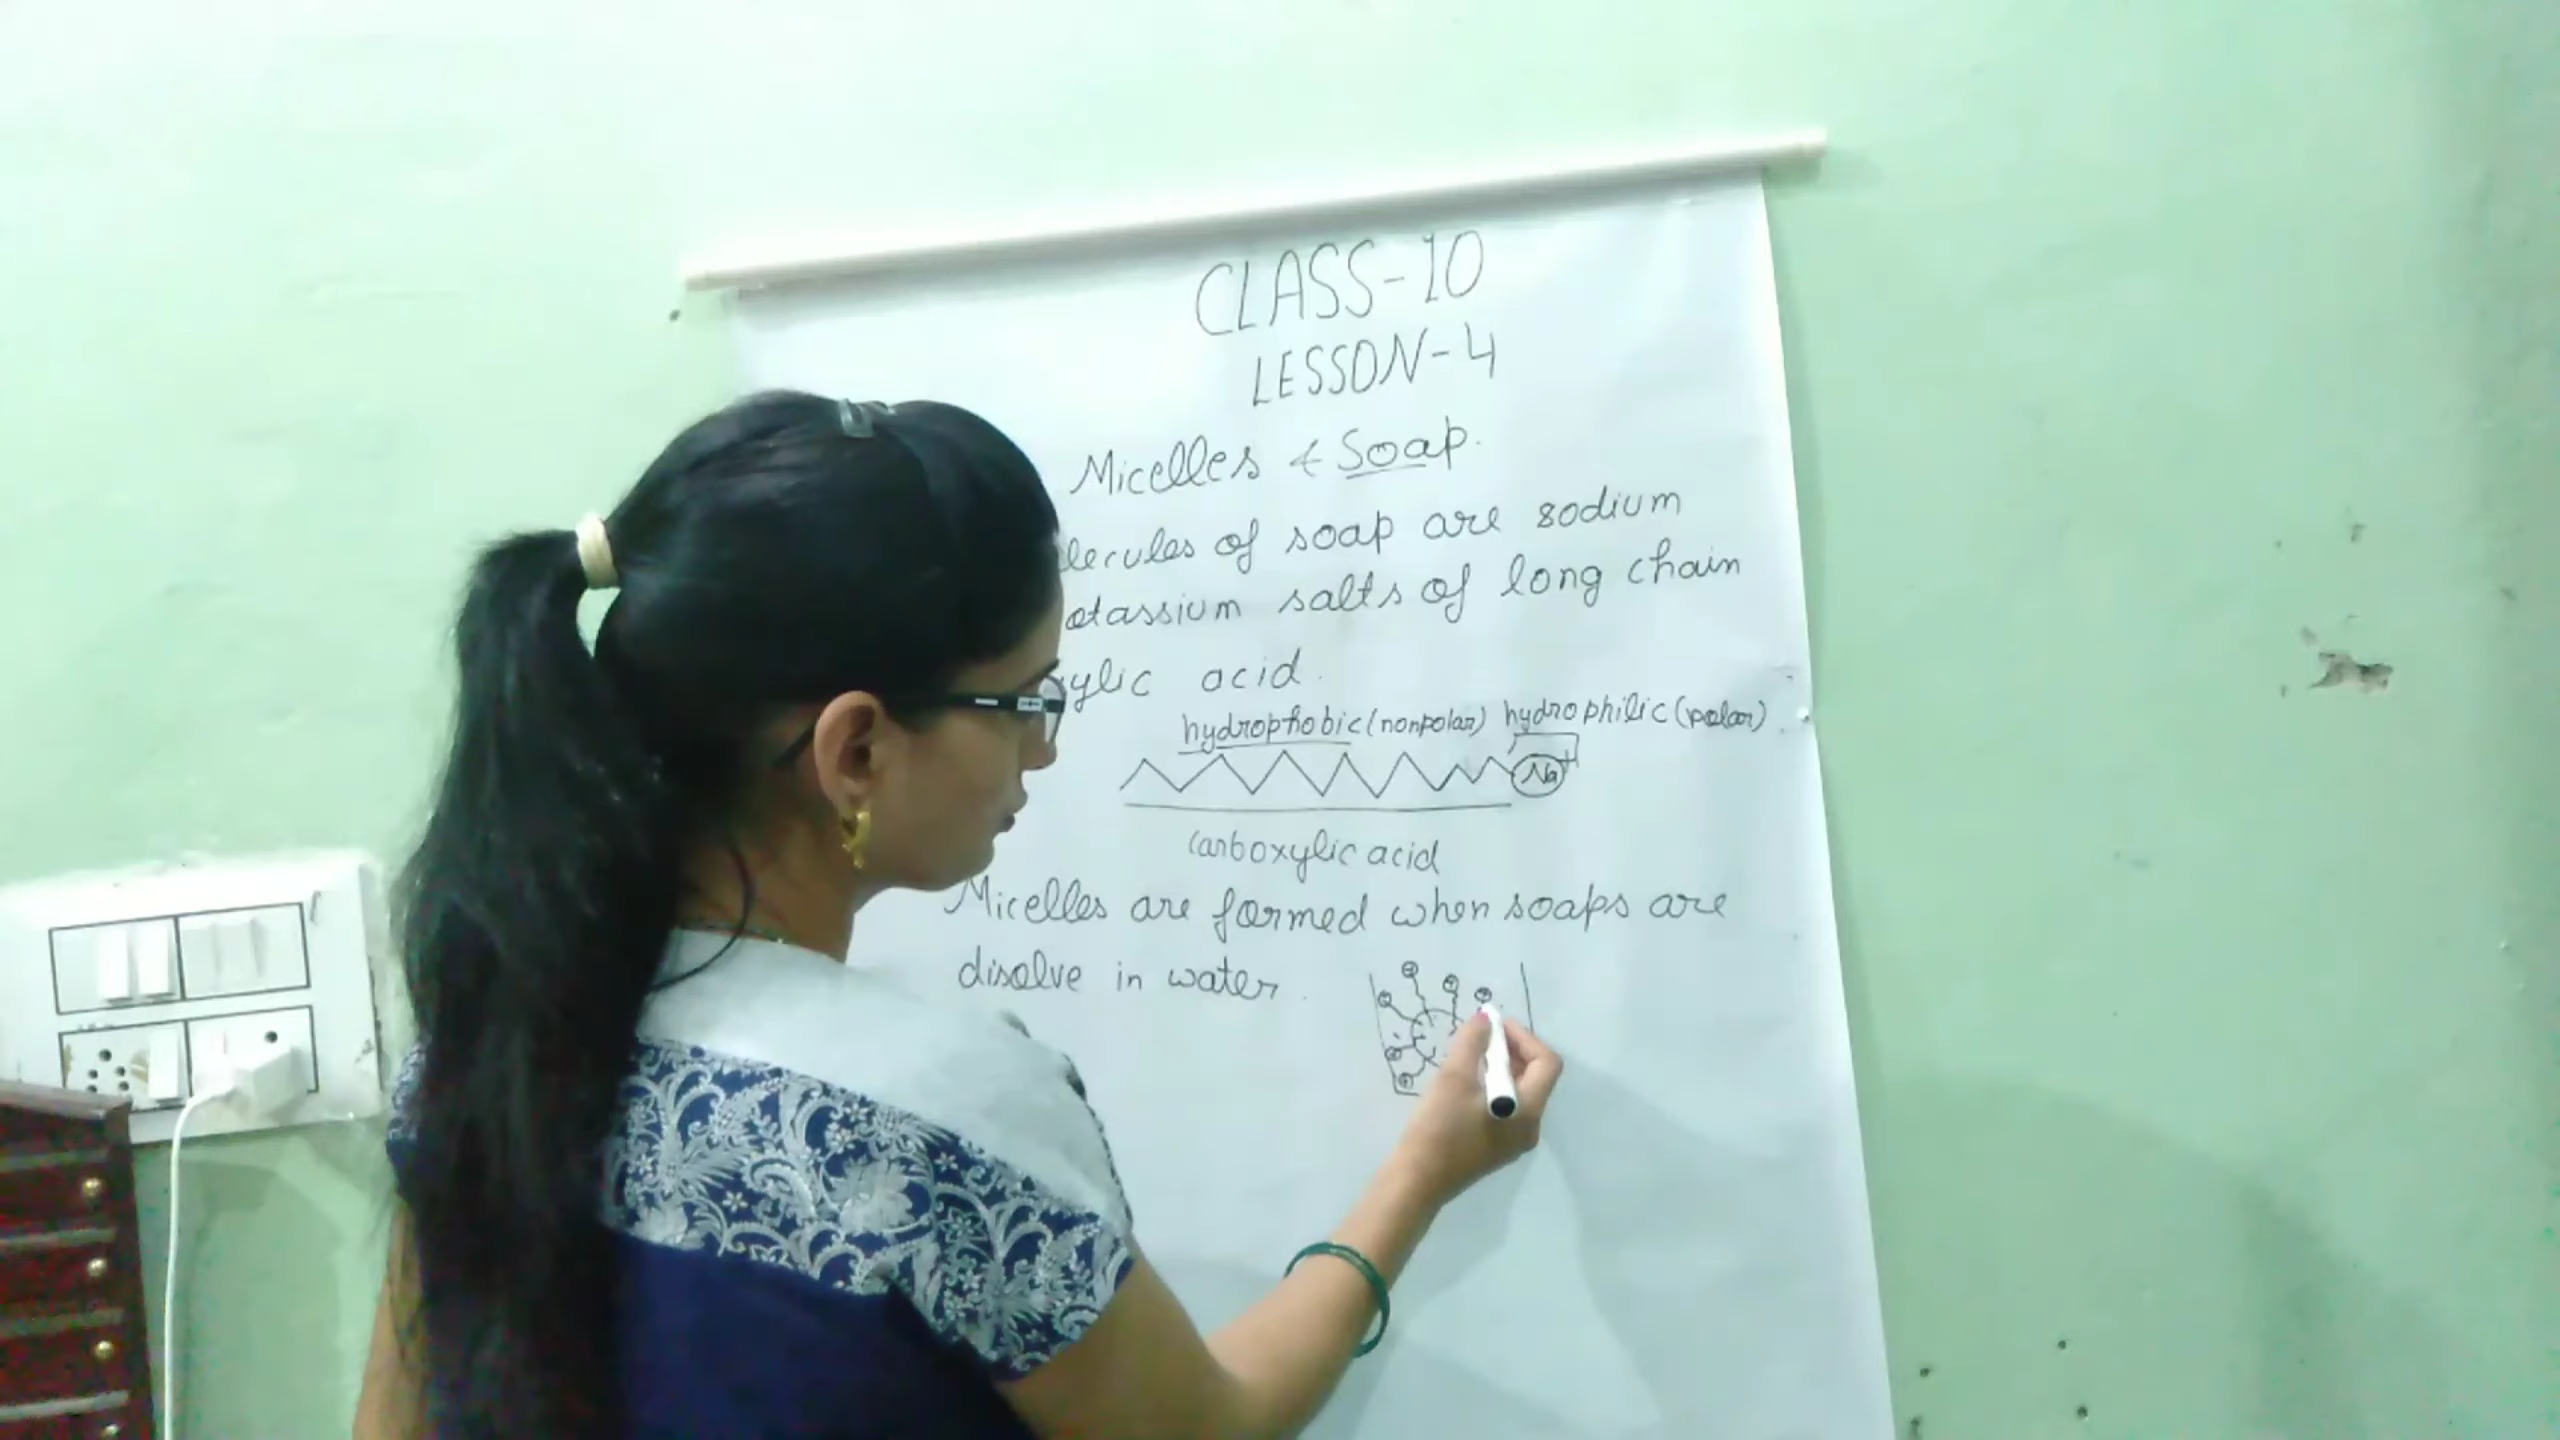 CLASS-10
LESSON-4
Micelles & Soap.
lecules of soap are sodium
otassium salts of long chain
ylic acid.
hydrophobic (nonpolar) hydrophilic (polar)
Na+
Carboxylic acid
Micelles are formed when soaps are
disolve in water.